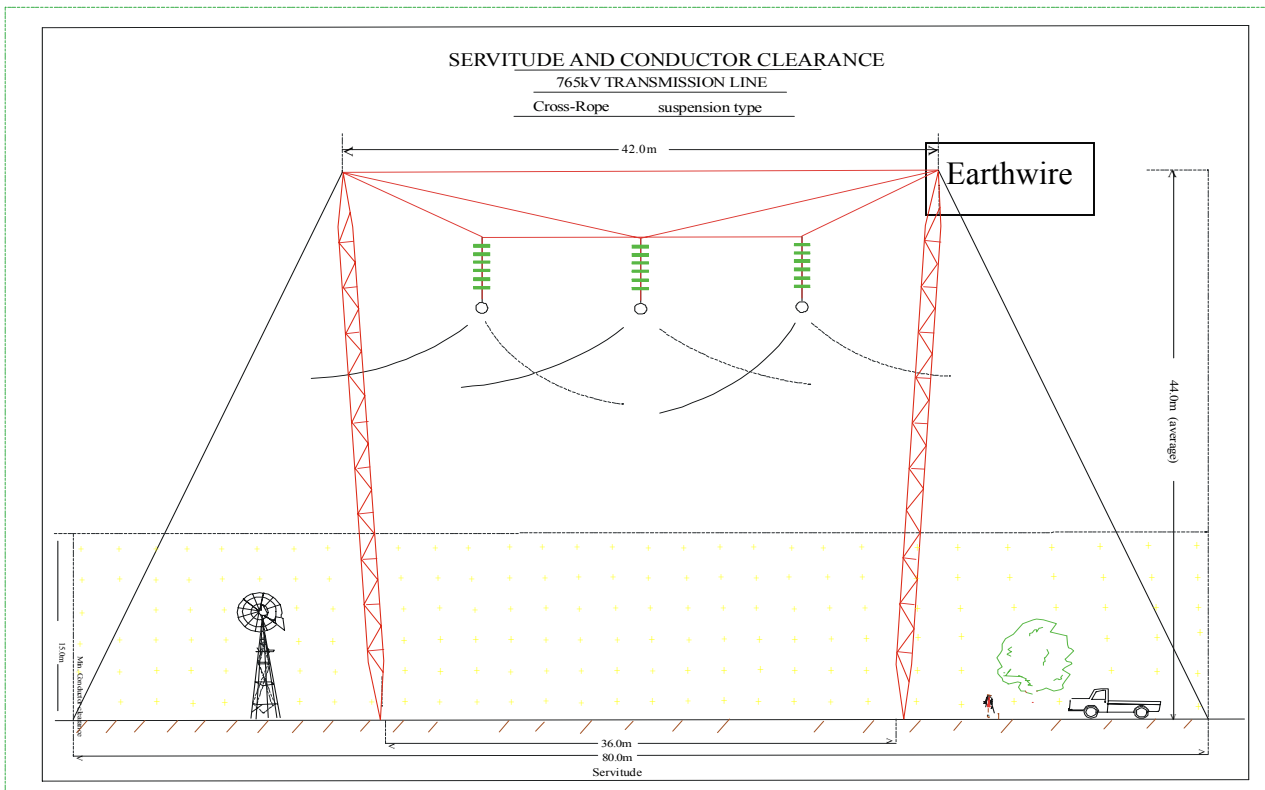 SERVITUDE AND CONDUCTOR CLEARANCE
765kV TRANSMISSION LINE
Cross-Rope suspension type
42.0m
Earthwire
44.0m (average)
15.0m
Min. Conductor clearance
36.0m
80.0m
Servitude